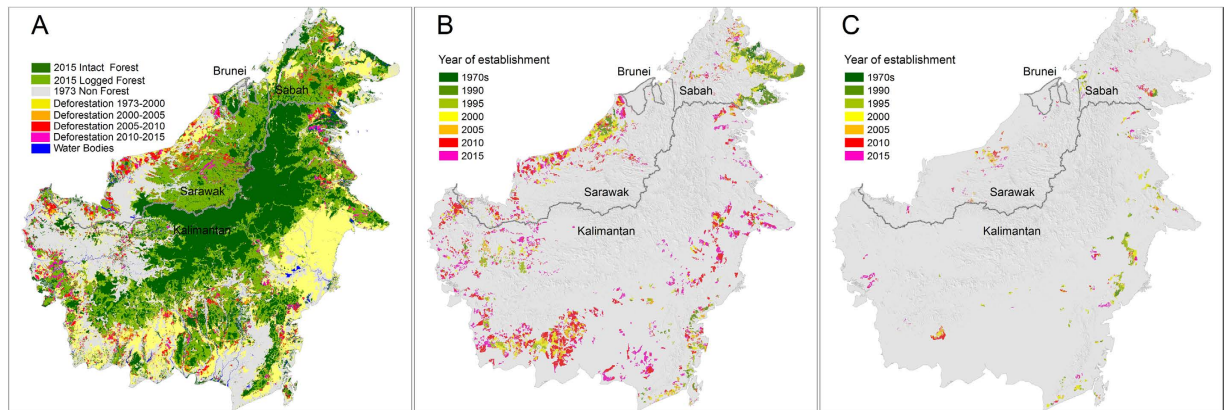 A
2015 Intact Forest
2015 Logged Forest
1973 Non Forest
Deforestation 1973-2000
Deforestation 2000-2005
Deforestation 2005-2010
Deforestation 2010-2015
Water Bodies
Brunei
Sabah
Sarawak
Kalimantan
B
Year of establishment
1970s
1990
1995
2000
2005
2010
2015
Brunei
Sabah
Sarawak
Kalimantan
C
Year of establishment
1970s
1990
1995
2000
2005
2010
2015
Brunei
Sabah
Sarawak
Kalimantan